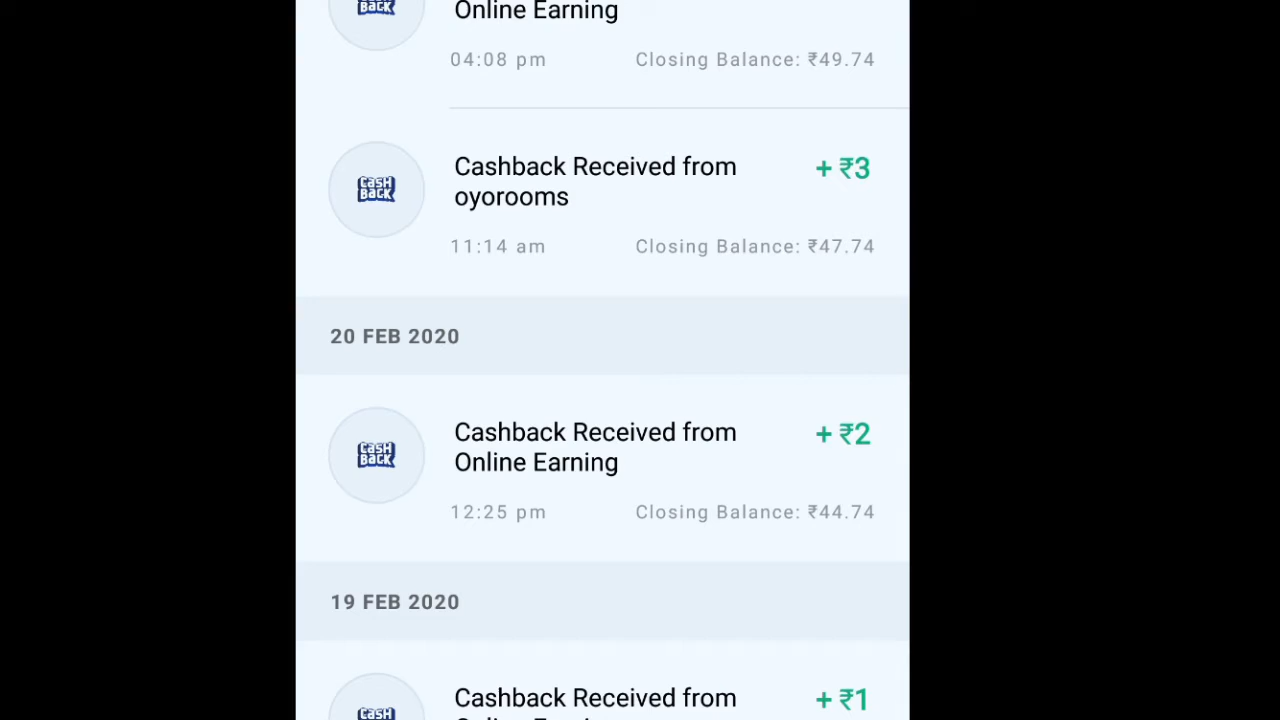 BACK
Online Earning
04:08 pm Closing Balance: ₹49.74
CASH
BACK
Cashback Received from + ₹3
oyorooms
11:14 am Closing Balance: ₹47.74
20 FEB 2020
CASH
BACK
Cashback Received from + ₹2
Online Earning
12:25 pm Closing Balance: ₹44.74
19 FEB 2020
CASH
Cashback Received from + ₹1